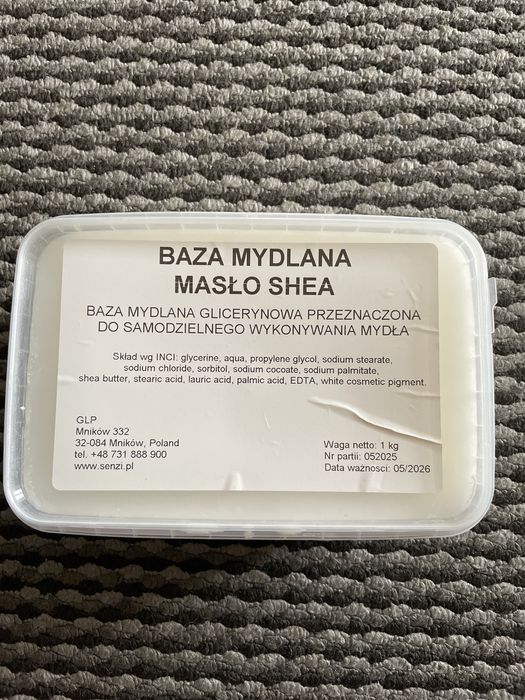 BAZA MYDLANA
MASŁO SHEA
BAZA MYDLANA GLICERYNOWA PRZEZNACZONA
DO SAMODZIELNEGO WYKONYWANIA MYDŁA
Skład wg INCI: glycerine, aqua, propylene glycol, sodium stearate,
sodium chloride, sorbitol, sodium cocoate, sodium palmitate,
shea butter, stearic acid, lauric acid, palmic acid, EDTA, white cosmetic pigment.
GLP
Mników 332
32-084 Mników, Poland
tel. +48 731 888 900
www.senzi.pl
Waga netto: 1 kg
Nr partii: 052025
Data ważności: 05/2026